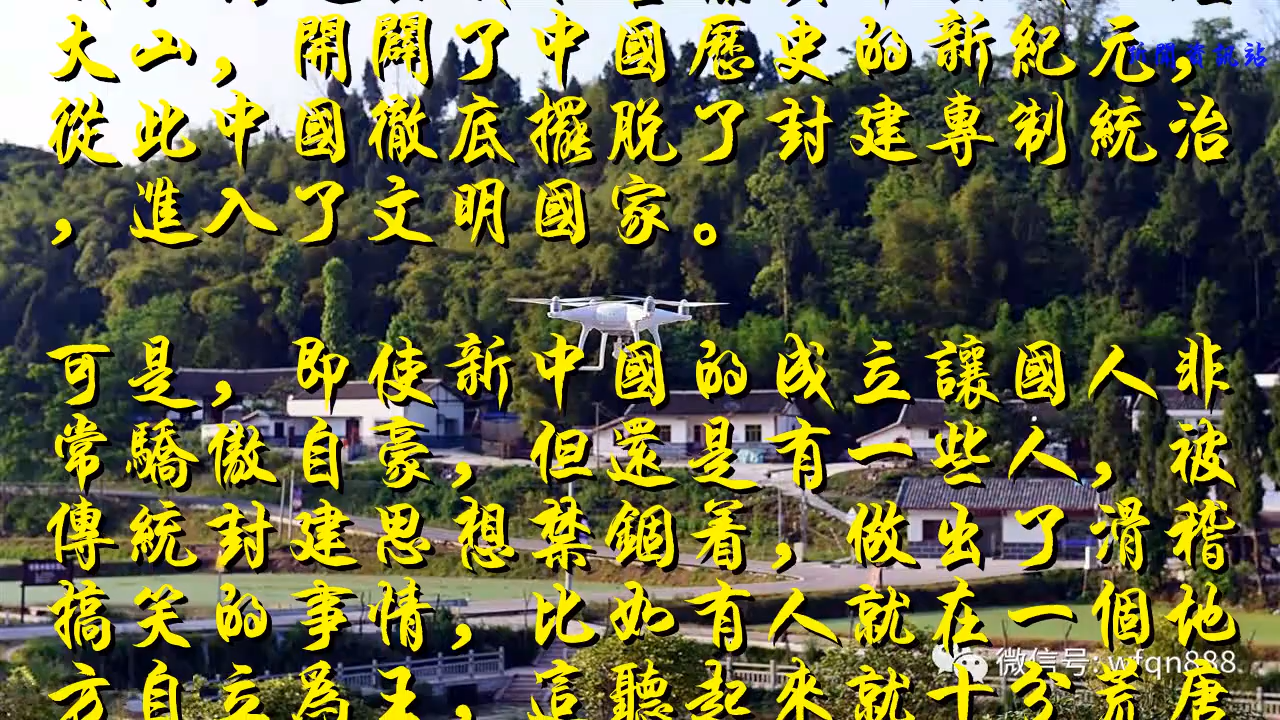 大山，開闢了中國歷史的新紀元，
新聞資訊站
從此中國徹底擺脫了封建專制統治
，進入了文明國家。
可是，即使新中國的成立讓國人非
常驕傲自豪，但還是有一些人，被
傳統封建思想禁錮着，做出了滑稽
搞笑的事情，比如有人就在一個地
微信号: wfqn888
方自立為王，這聽起來就十分荒唐